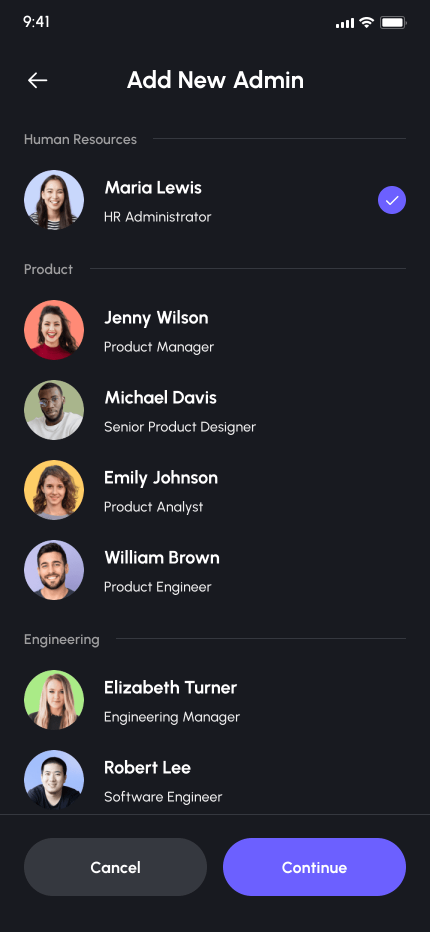 9:41
Add New Admin
Human Resources
Maria Lewis
HR Administrator
Product
Jenny Wilson
Product Manager
Michael Davis
Senior Product Designer
Emily Johnson
Product Analyst
William Brown
Product Engineer
Engineering
Elizabeth Turner
Engineering Manager
Robert Lee
Software Engineer
Cancel
Continue